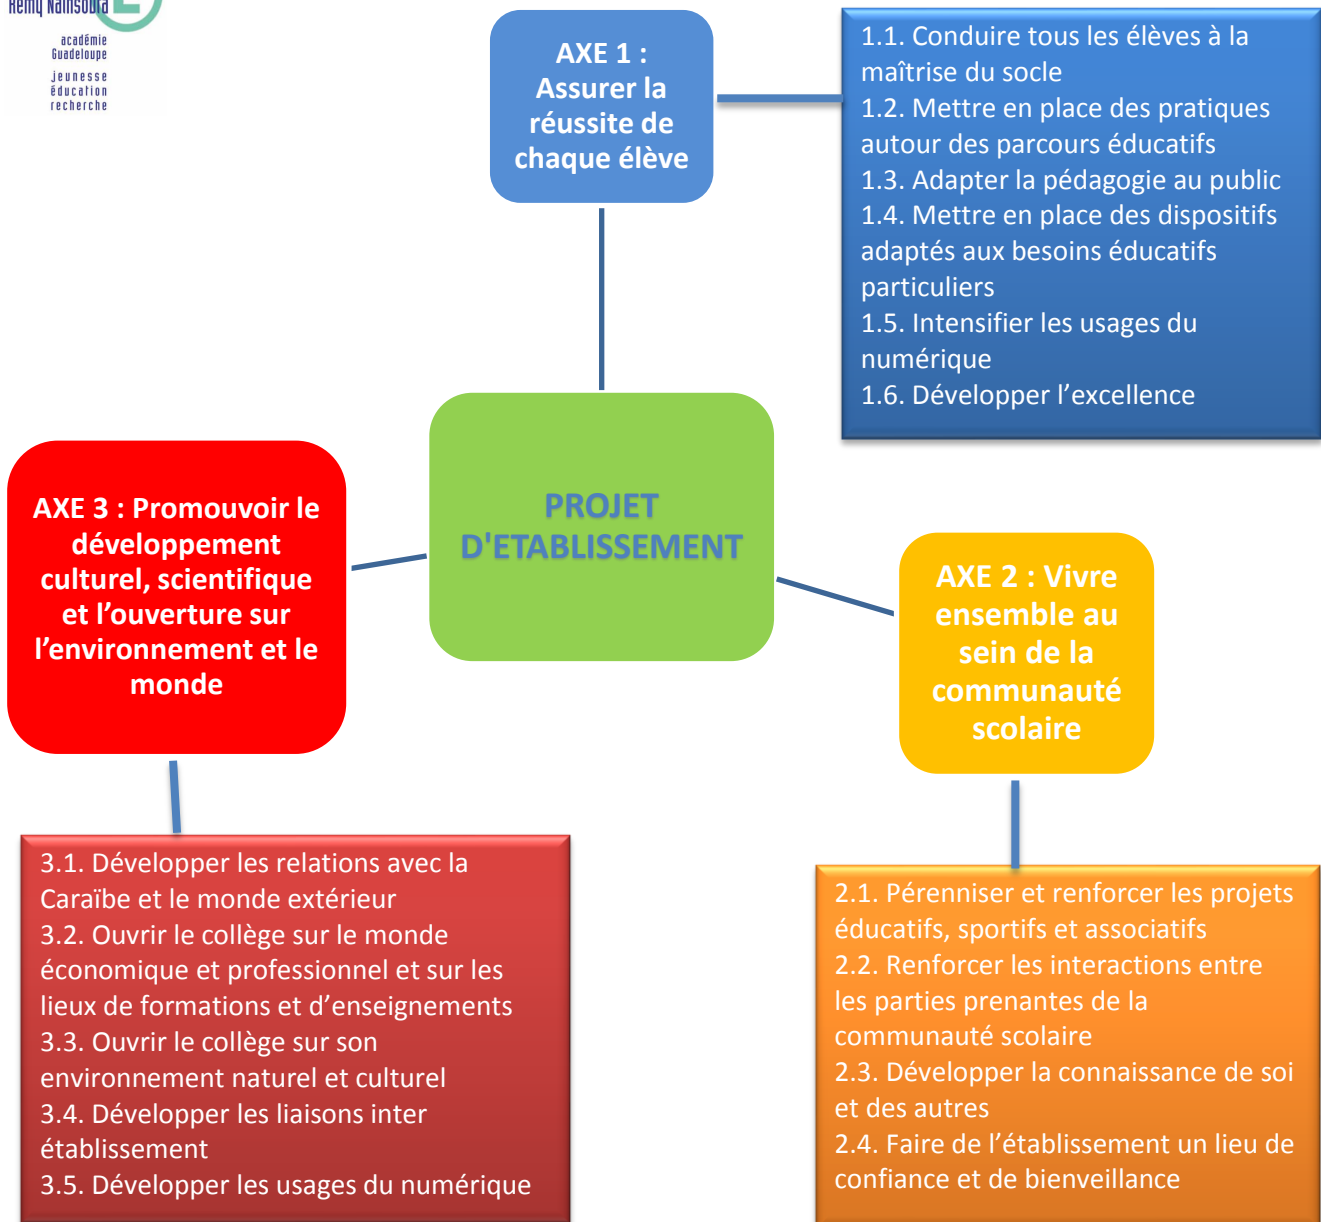 Rémy Nainsouta
académie
Guadeloupe
jeunesse
éducation
recherche
AXE 1 :
Assurer la
réussite de
chaque élève
1.1. Conduire tous les élèves à la
maîtrise du socle
1.2. Mettre en place des pratiques
autour des parcours éducatifs
1.3. Adapter la pédagogie au public
1.4. Mettre en place des dispositifs
adaptés aux besoins éducatifs
particuliers
1.5. Intensifier les usages du
numérique
1.6. Développer l’excellence
PROJET
D'ETABLISSEMENT
AXE 3 : Promouvoir le
développement
culturel, scientifique
et l’ouverture sur
l’environnement et le
monde
AXE 2 : Vivre
ensemble au
sein de la
communauté
scolaire
3.1. Développer les relations avec la
Caraïbe et le monde extérieur
3.2. Ouvrir le collège sur le monde
économique et professionnel et sur les
lieux de formations et d’enseignements
3.3. Ouvrir le collège sur son
environnement naturel et culturel
3.4. Développer les liaisons inter
établissement
3.5. Développer les usages du numérique
2.1. Pérenniser et renforcer les projets
éducatifs, sportifs et associatifs
2.2. Renforcer les interactions entre
les parties prenantes de la
communauté scolaire
2.3. Développer la connaissance de soi
et des autres
2.4. Faire de l’établissement un lieu de
confiance et de bienveillance